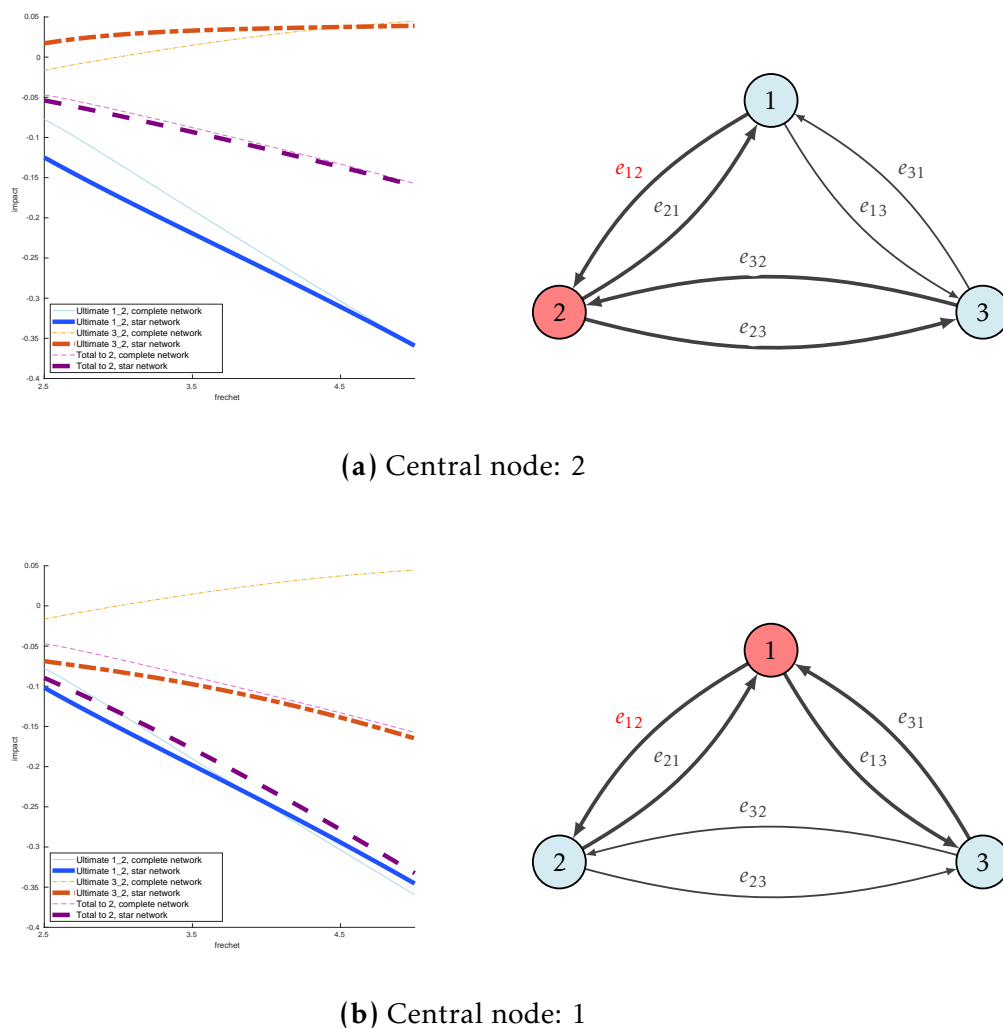 0.05
0
-0.05
-0.1
-0.15
-0.2
-0.25
-0.3
-0.35
-0.4
impact
2.5 3.5 4.5
frechet
Ultimate 1_2, complete network
Ultimate 1_2, star network
Ultimate 3_2, complete network
Ultimate 3_2, star network
Total to 2, complete network
Total to 2, star network
1
e12
e21
e31
e13
e32
2
3
e23
(a) Central node: 2
0.05
0
-0.05
-0.1
-0.15
-0.2
-0.25
-0.3
-0.35
-0.4
impact
2.5 3.5 4.5
frechet
Ultimate 1_2, complete network
Ultimate 1_2, star network
Ultimate 3_2, complete network
Ultimate 3_2, star network
Total to 2, complete network
Total to 2, star network
1
e12
e21
e31
e13
e32
2
3
e23
(b) Central node: 1